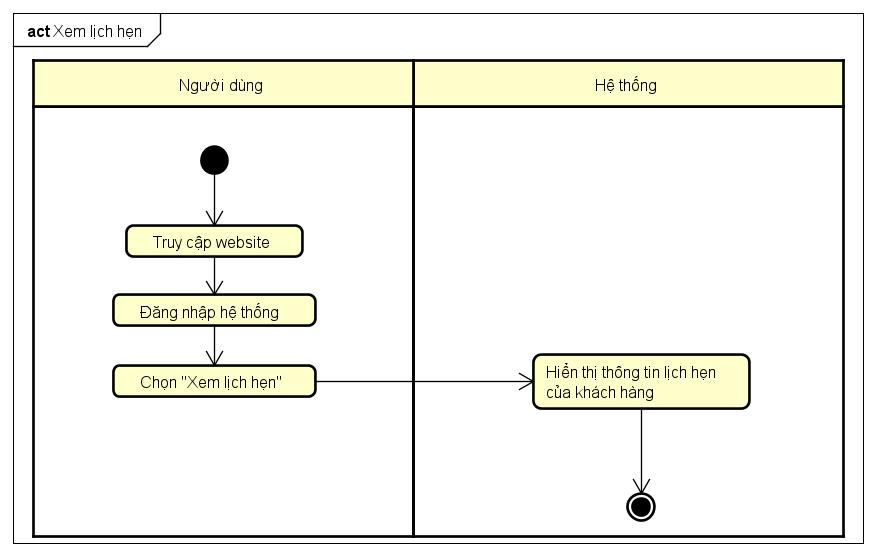 act Xem lịch hẹn
Người dùng
Hệ thống
Truy cập website
Đăng nhập hệ thống
Chọn "Xem lịch hẹn"
Hiển thị thông tin lịch hẹn
của khách hàng